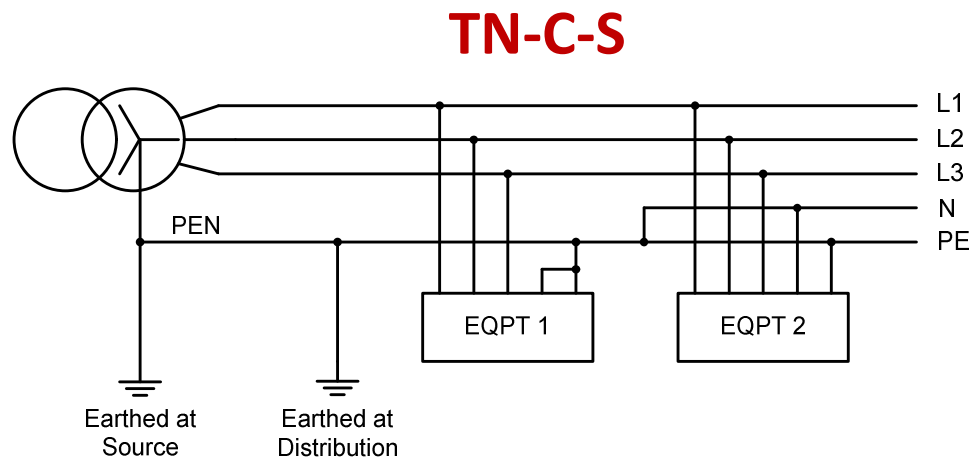 TN-C-S
L1
L2
L3
N
PEN
PE
EQPT 1
EQPT 2
Earthed at
Source
Earthed at
Distribution